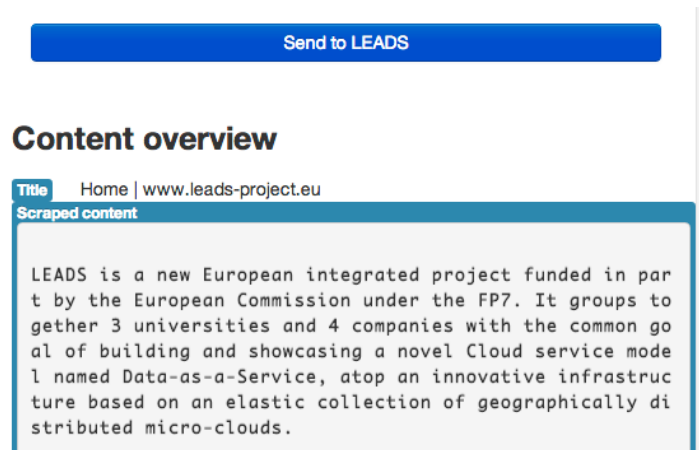 Send to LEADS
Content overview
Title Home | www.leads-project.eu
Scraped content
LEADS is a new European integrated project funded in par
t by the European Commission under the FP7. It groups to
gether 3 universities and 4 companies with the common go
al of building and showcasing a novel Cloud service mode
l named Data-as-a-Service, atop an innovative infrastruc
ture based on an elastic collection of geographically di
stributed micro-clouds.